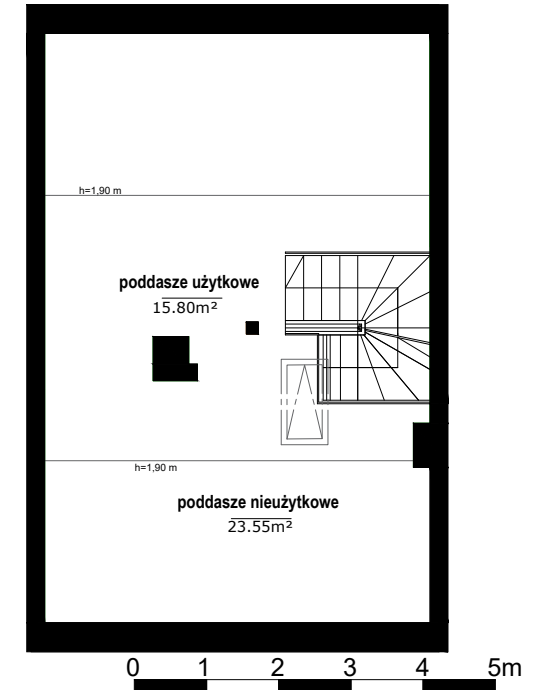 h=1,90 m
poddasze użytkowe
15.80m²
h=1,90 m
poddasze nieużytkowe
23.55m²
0 1 2 3 4 5m